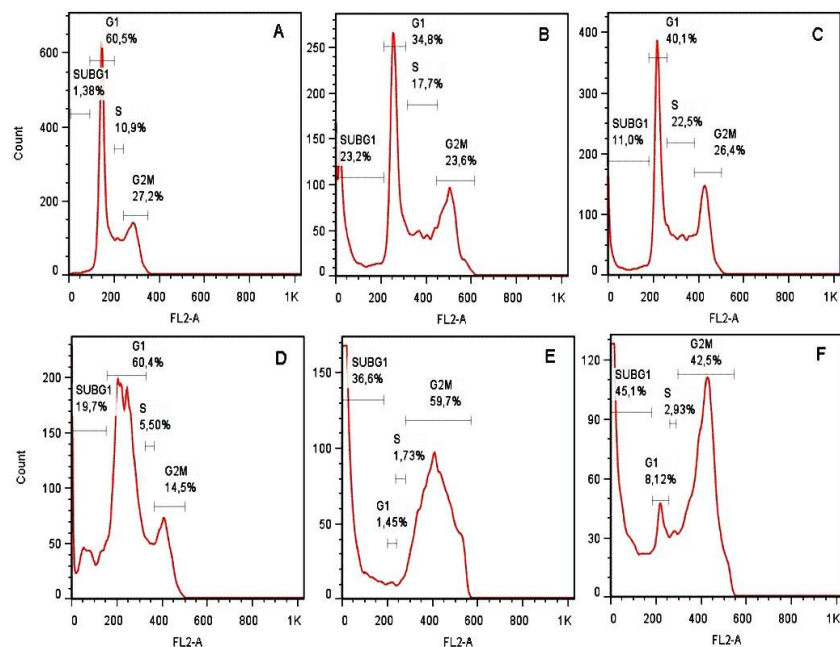 A
G1
60,5%
SUBG1
1,38%
S
10,9%
G2M
27,2%
600
400
200
0
Count
0 200 400 600 800 1K
FL2-A
B
G1
34,8%
S
17,7%
SUBG1
23,2%
G2M
23,6%
250
200
150
100
50
0
0 200 400 600 800 1K
FL2-A
C
G1
40,1%
SUBG1
11,0%
S
22,5%
G2M
26,4%
400
300
200
100
0
0 200 400 600 800 1K
FL2-A
D
G1
60,4%
SUBG1
19,7%
S
5,50%
G2M
14,5%
200
150
100
50
0
Count
0 200 400 600 800 1K
FL2-A
E
SUBG1
36,6%
G2M
59,7%
S
1,73%
G1
1,45%
150
100
50
0
0 200 400 600 800 1K
FL2-A
F
G2M
42,5%
SUBG1
45,1%
S
2,93%
G1
8,12%
120
90
60
30
0
0 200 400 600 800 1K
FL2-A